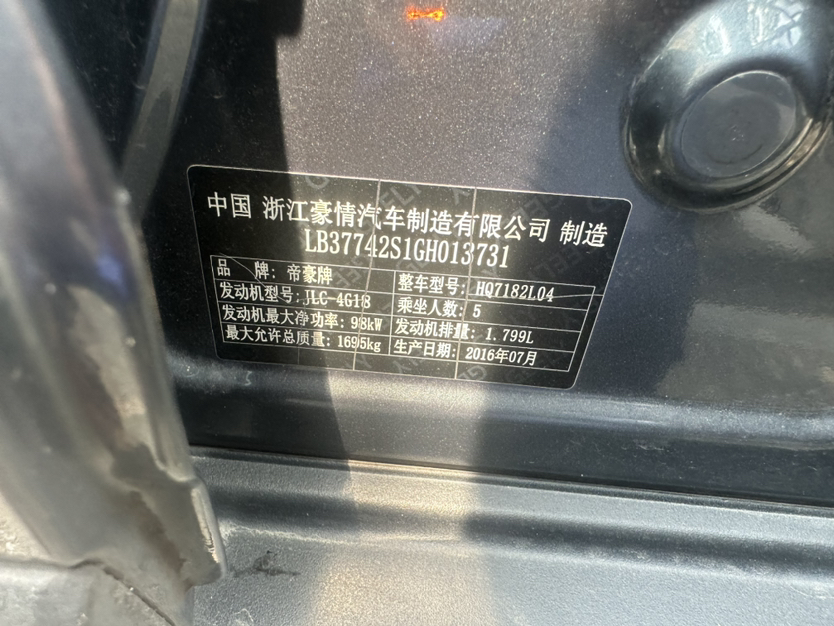 中国 浙江豪情汽车制造有限公司 制造
LB37742S1GH013731
品 牌: 帝豪牌 整车型号: HQ7182L04
发动机型号: JLC-4G18 乘坐人数: 5
发动机最大净功率: 98kW 发动机排量: 1.799L
最大允许总质量: 1695kg 生产日期: 2016年07月